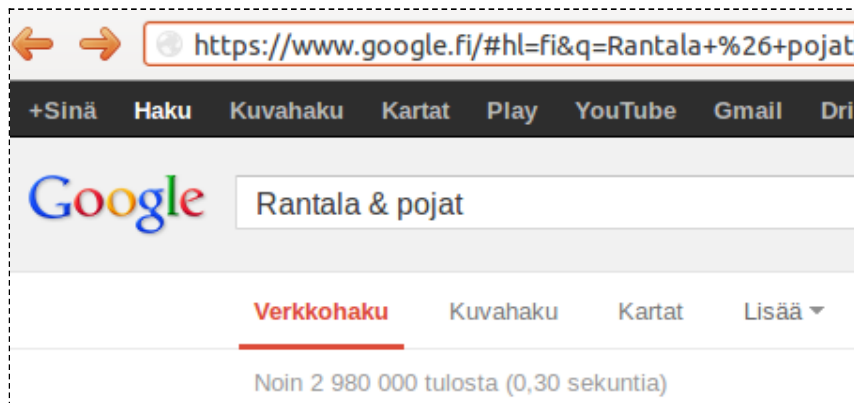 https://www.google.fi/#hl=fi&q=Rantala+%26+pojat
+Sinä Haku Kuvahaku Kartat Play YouTube Gmail Dri
Google Rantala & pojat
Verkkohaku Kuvahaku Kartat Lisää
Noin 2 980 000 tulosta (0,30 sekuntia)